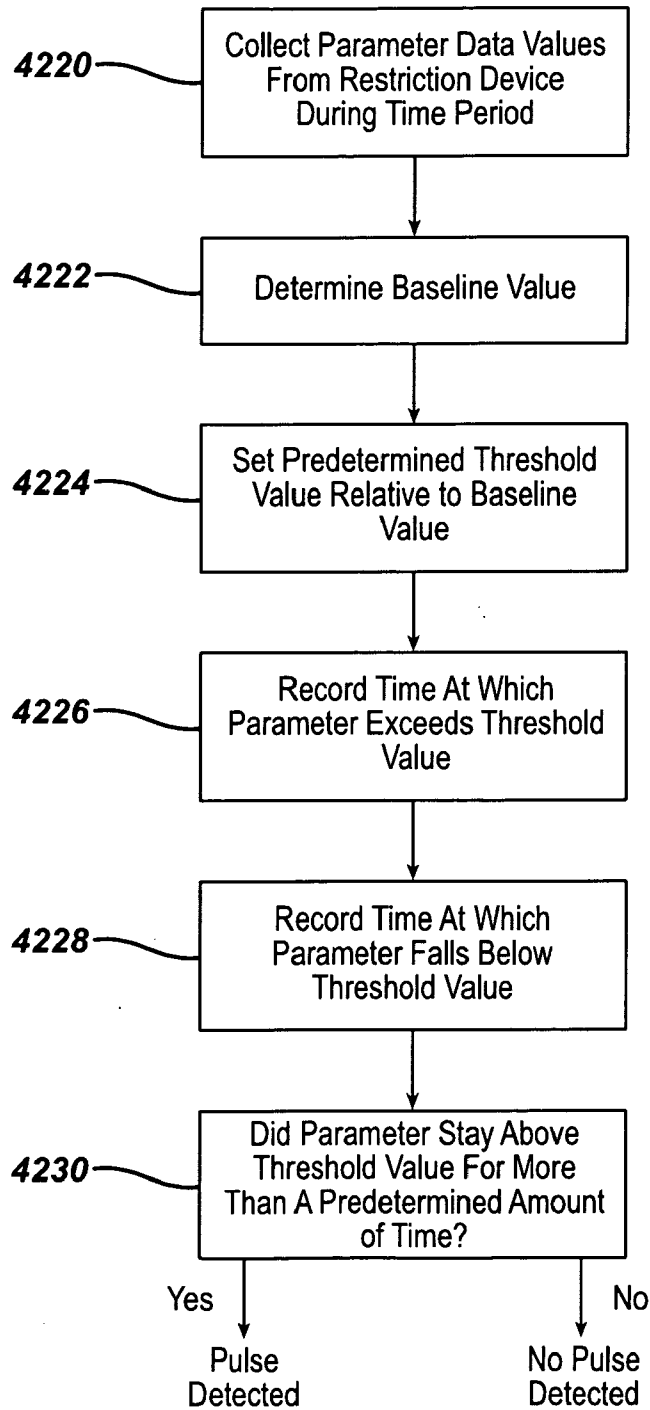 4220
Collect Parameter Data Values
From Restriction Device
During Time Period
4222
Determine Baseline Value
4224
Set Predetermined Threshold
Value Relative to Baseline
Value
4226
Record Time At Which
Parameter Exceeds Threshold
Value
4228
Record Time At Which
Parameter Falls Below
Threshold Value
4230
Did Parameter Stay Above
Threshold Value For More
Than A Predetermined Amount
of Time?
Yes
No
Pulse
Detected
No Pulse
Detected